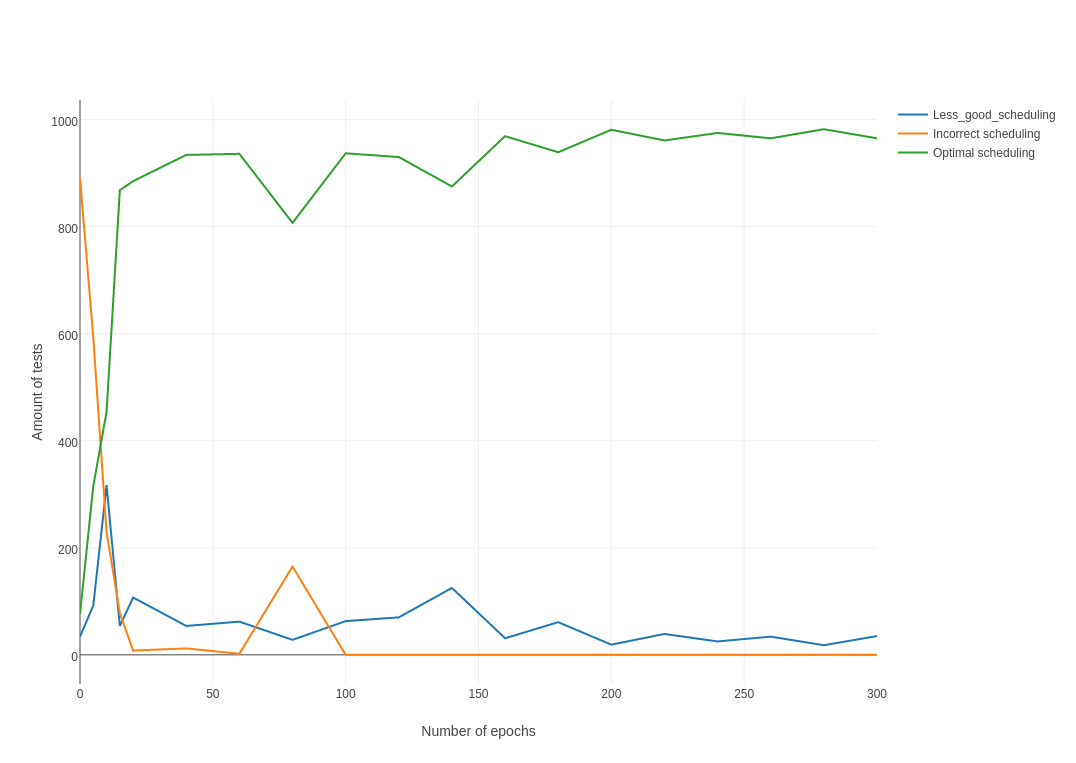 1000
800
600
400
200
0
0 50 100 150 200 250 300
Number of epochs
Amount of tests
Less_good_scheduling
Incorrect scheduling
Optimal scheduling